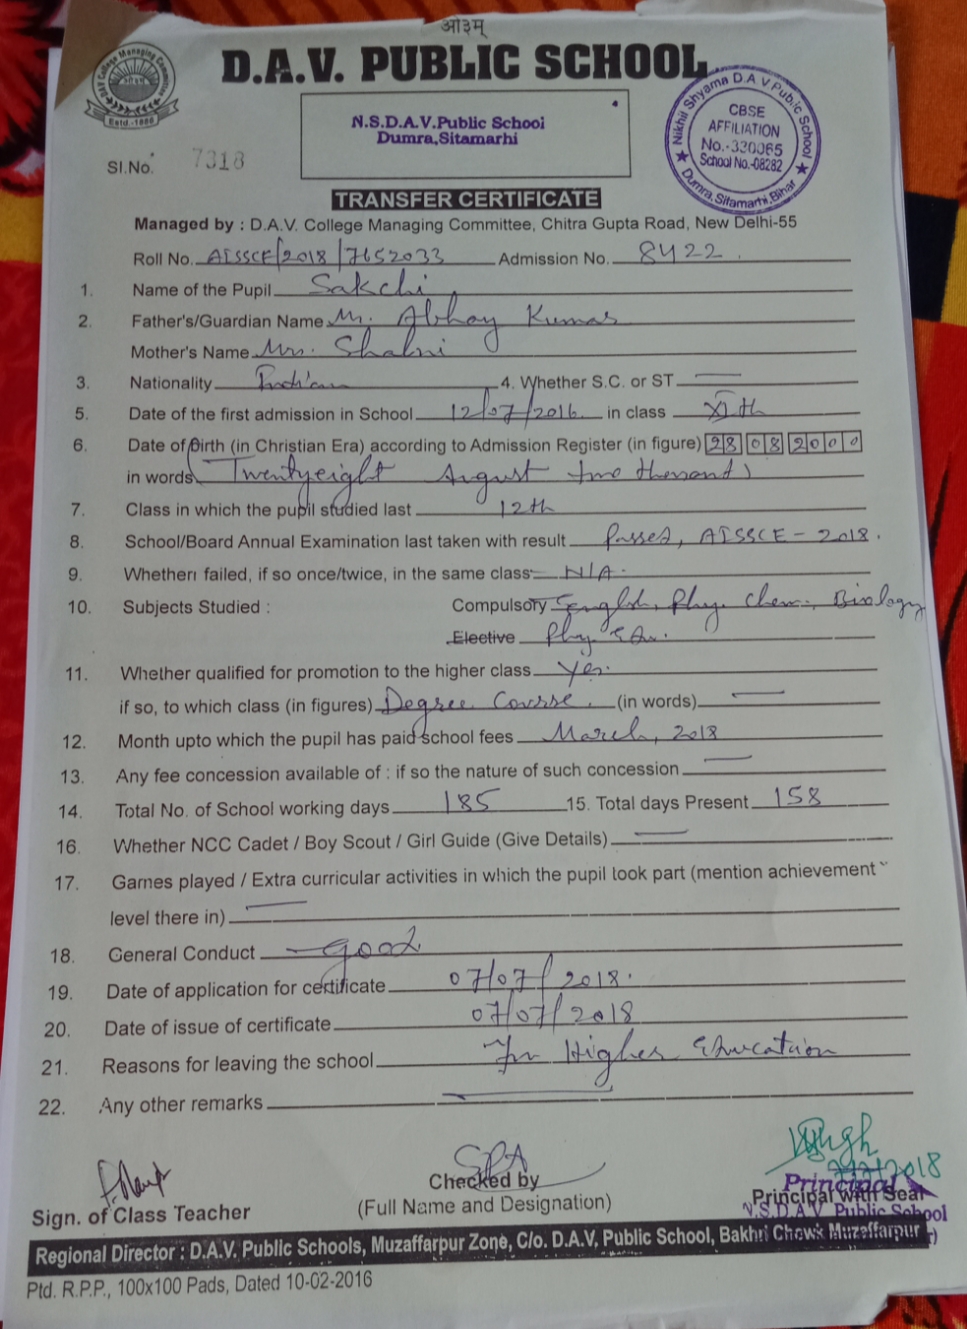 ओ३म्
D.A.V. PUBLIC SCHOOL
DAV College Managing Committee
Estd.-1886
N.S.D.A.V.Public School
Dumra,Sitamarhi
Nikhil Shyama D.A.V Public School
CBSE
AFFILIATION
No.-330065
School No.-08282
Dumra, Sitamarhi, Bihar
Sl.No. 7318
TRANSFER CERTIFICATE
Managed by : D.A.V. College Managing Committee, Chitra Gupta Road, New Delhi-55
Roll No. AISSCE/2018/7652033 Admission No. 8422.
1. Name of the Pupil Sakchi
2. Father's/Guardian Name Mr. Abhay Kumar
Mother's Name Mrs. Shalni
3. Nationality Indian 4. Whether S.C. or ST —
5. Date of the first admission in School 12/07/2016 in class XIth
6. Date of Birth (in Christian Era) according to Admission Register (in figure) 28 08 2000
in words (Twentyeight August two thousand)
7. Class in which the pupil studied last 12th
8. School/Board Annual Examination last taken with result Passed, AISSCE-2018.
9. Whether failed, if so once/twice, in the same class N/A.
10. Subjects Studied : Compulsory English, Phy, Chem., Biology
Elective Phy Edu.
11. Whether qualified for promotion to the higher class Yes.
if so, to which class (in figures) Degree Course. (in words) —
12. Month upto which the pupil has paid school fees March, 2018
13. Any fee concession available of : if so the nature of such concession —
14. Total No. of School working days 185 15. Total days Present 158
16. Whether NCC Cadet / Boy Scout / Girl Guide (Give Details) —
17. Games played / Extra curricular activities in which the pupil look part (mention achievement
level there in) —
18. General Conduct good
19. Date of application for certificate 07/07/2018.
20. Date of issue of certificate 07/07/2018
21. Reasons for leaving the school For Higher Education
22. Any other remarks —
Sign. of Class Teacher
Checked by
(Full Name and Designation)
Principal
Principal with Seal
N.S.D.A.V. Public School
Regional Director : D.A.V. Public Schools, Muzaffarpur Zone, C/o. D.A.V, Public School, Bakhri Chowk Muzaffarpur
Ptd. R.P.P., 100x100 Pads, Dated 10-02-2016